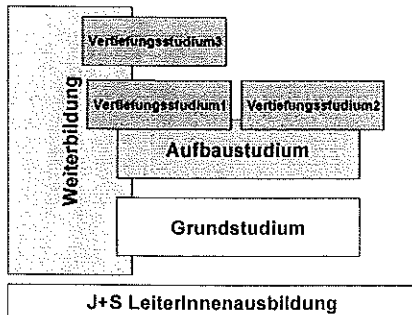 Vertiefungsstudium3
Weiterbildung
Vertiefungsstudium1
Vertiefungsstudium2
Aufbaustudium
Grundstudium
J+S LeiterInnenausbildung